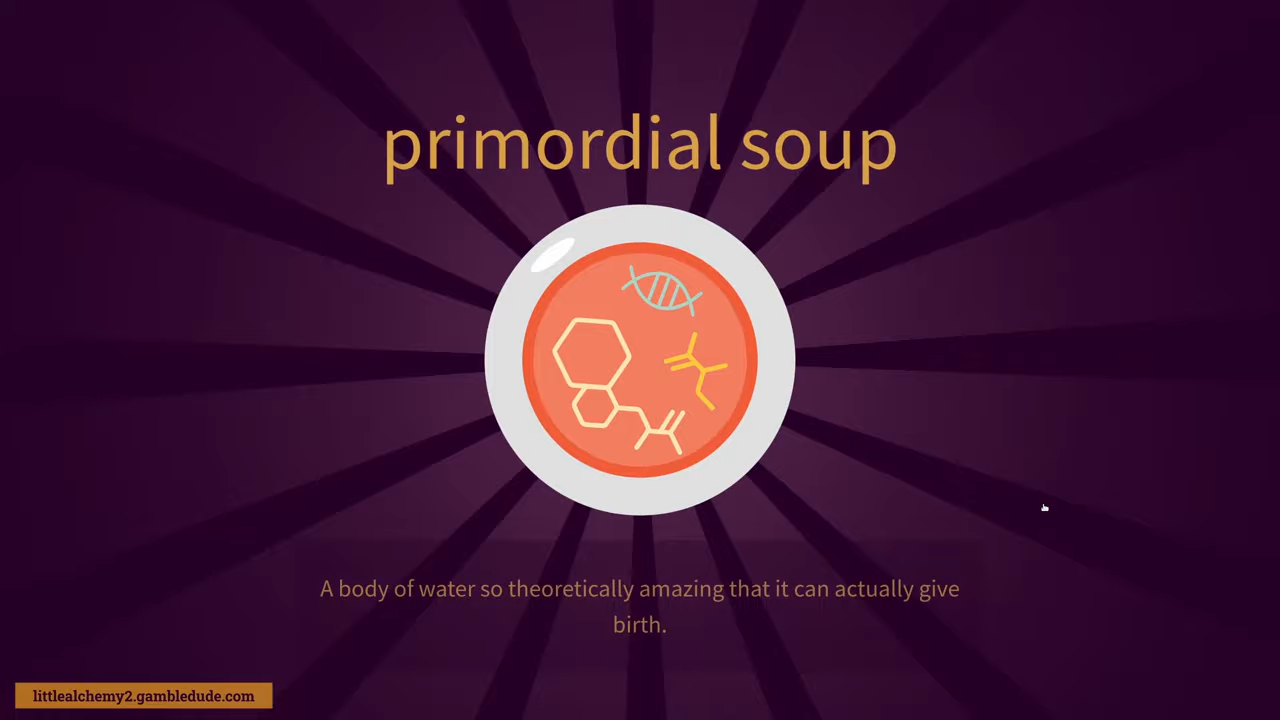 primordial soup
A body of water so theoretically amazing that it can actually give
birth.
littlealchemy2.gambledude.com